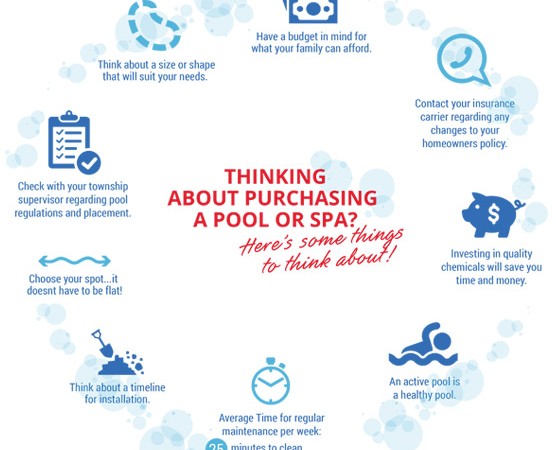 Have a budget in mind for
what your family can afford.
Think about a size or shape
that will suit your needs.
Contact your insurance
carrier regarding any
changes to your
homeowners policy.
Check with your township
supervisor regarding pool
regulations and placement.
THINKING
ABOUT PURCHASING
A POOL OR SPA?
Here's some things
to think about!
$
Investing in quality
chemicals will save you
time and money.
Choose your spot...it
doesnt have to be flat!
Think about a timeline
for installation.
An active pool is
a healthy pool.
Average Time for regular
maintenance per week:
25 minutes to clean